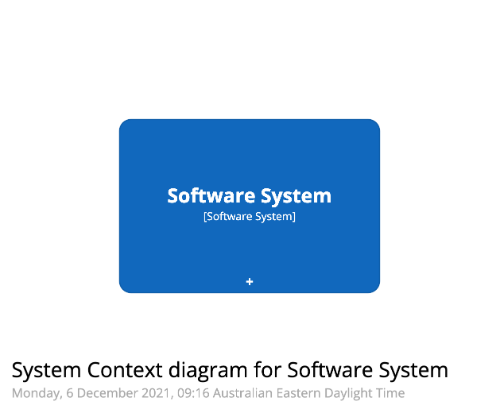 Software System
[Software System]
+
System Context diagram for Software System
Monday, 6 December 2021, 09:16 Australian Eastern Daylight Time